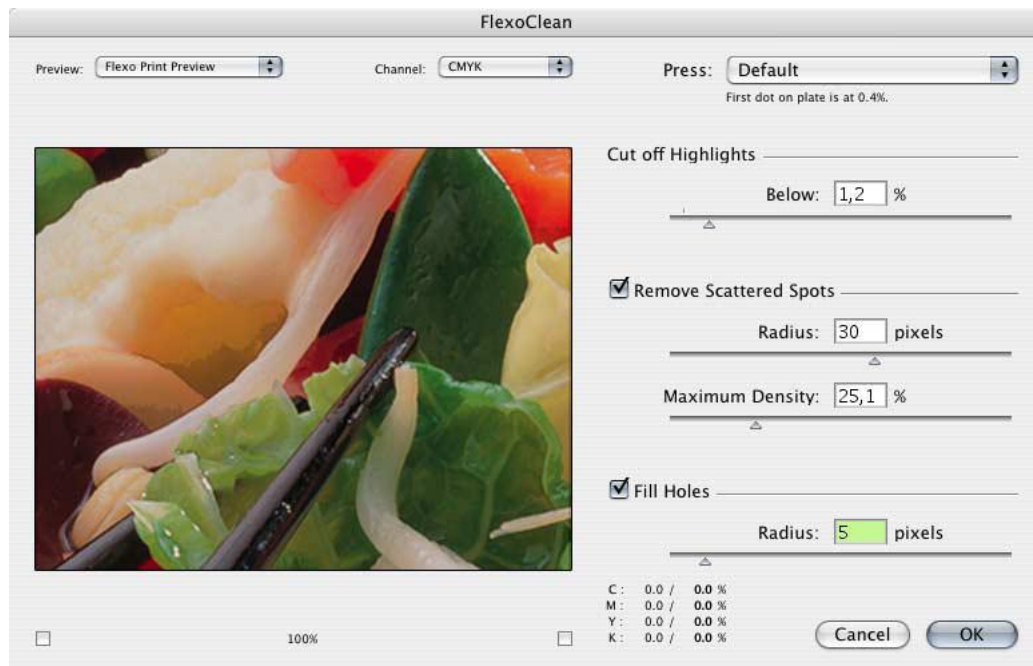 FlexoClean
Preview: Flexo Print Preview
Channel: CMYK
Press: Default
First dot on plate is at 0.4%.
Cut off Highlights
Below: 1,2 %
Remove Scattered Spots
Radius: 30 pixels
Maximum Density: 25,1 %
Fill Holes
Radius: 5 pixels
C: 0.0 / 0.0 %
M: 0.0 / 0.0 %
Y: 0.0 / 0.0 %
K: 0.0 / 0.0 %
100%
Cancel
OK